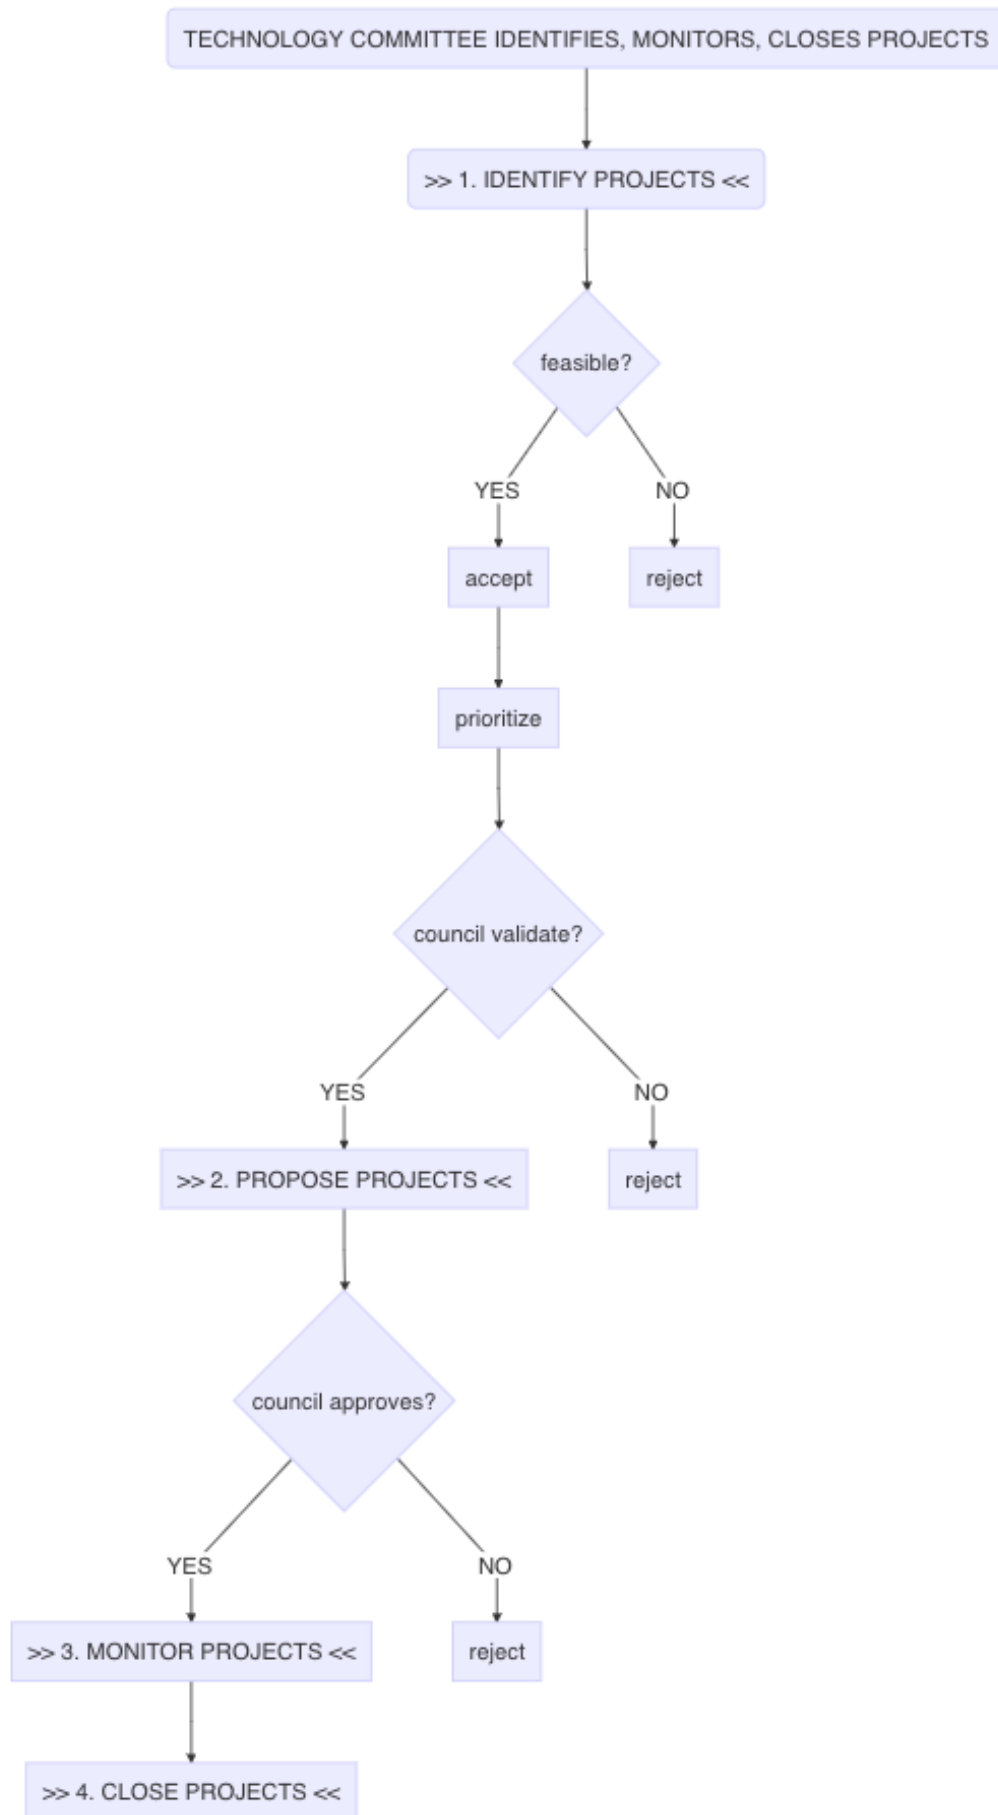 TECHNOLOGY COMMITTEE IDENTIFIES, MONITORS, CLOSES PROJECTS
>> 1. IDENTIFY PROJECTS <<
feasible?
YES
NO
accept
reject
prioritize
council validate?
YES
NO
>> 2. PROPOSE PROJECTS <<
reject
council approves?
YES
NO
>> 3. MONITOR PROJECTS <<
reject
>> 4. CLOSE PROJECTS <<